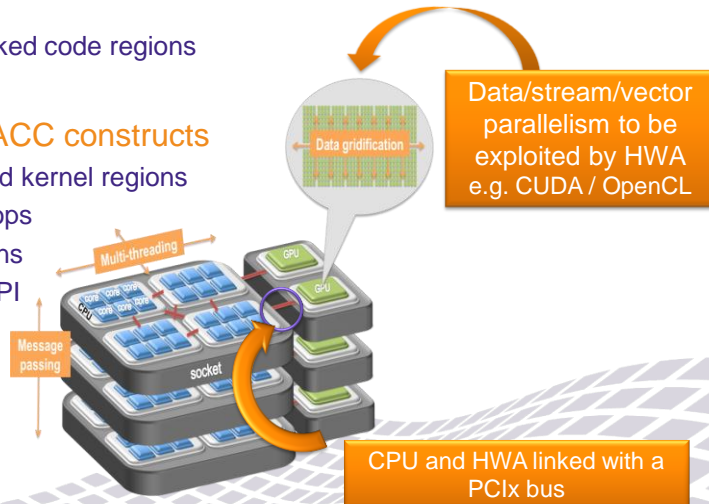 ked code regions
ACC constructs
d kernel regions
ops
ns
PI
Data/stream/vector
parallelism to be
exploited by HWA
e.g. CUDA / OpenCL
Data gridification
Multi-threading
GPU
GPU
core core core
core core core
CPU
Message
passing
socket
CPU and HWA linked with a
PCIx bus